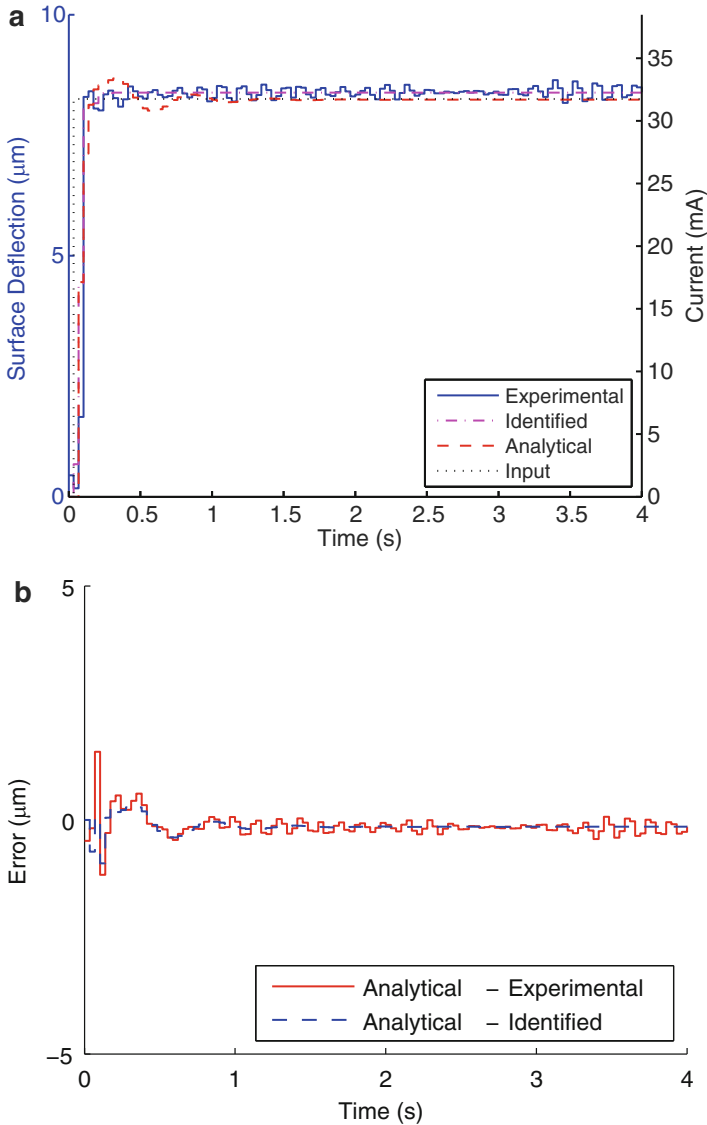 a
10
5
0
Surface Deflection (μm)
35
30
25
20
15
10
5
0
Current (mA)
Experimental
Identified
Analytical
Input
0 0.5 1 1.5 2 2.5 3 3.5 4
Time (s)
b
5
0
−5
Error (μm)
Analytical – Experimental
Analytical – Identified
0 1 2 3 4
Time (s)